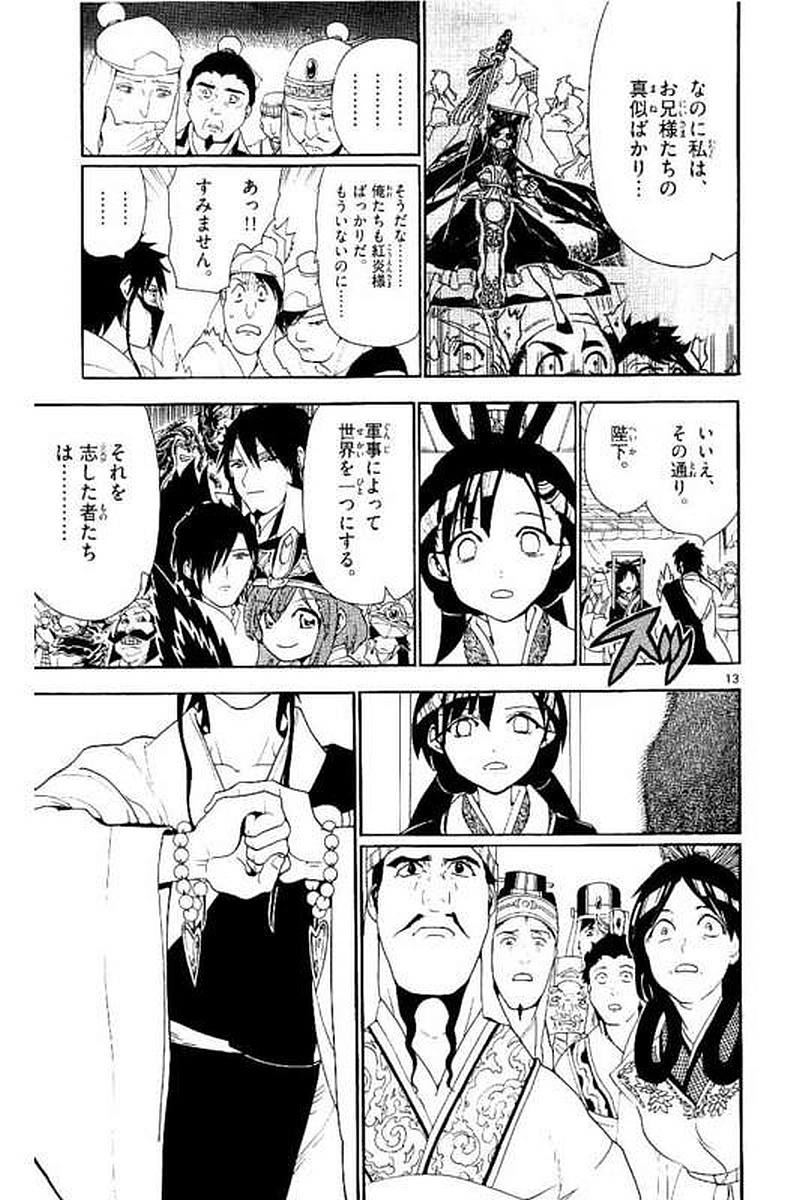 なのに私は、
お兄様たちの
真似ばかり…
…………
…………
そうだな………
俺たちも紅炎様
ばっかりだ。
もういないのに……
あっ!!
すみません。
……
……
いいえ、
その通り。
陛下。
ズッ
軍事によって
世界を一つにする。
それを
志した者たち
は…………
13